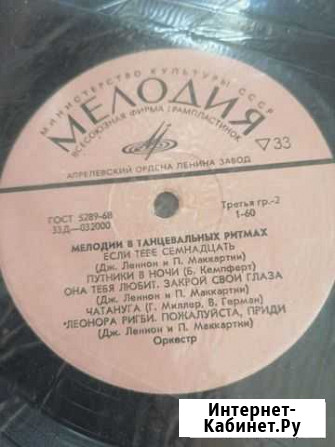 МИНИСТЕРСТВО КУЛЬТУРЫ СССР
МЕЛОДИЯ
ВСЕСОЮЗНАЯ ФИРМА ГРАМПЛАСТИНОК
▽33
АПРЕЛЕВСКИЙ ОРДЕНА ЛЕНИНА ЗАВОД
ГОСТ 5289-68
33Д—032000
Третья гр.-2
1-60
МЕЛОДИИ В ТАНЦЕВАЛЬНЫХ РИТМАХ
ЕСЛИ ТЕБЕ СЕМНАДЦАТЬ
(Дж. Леннон и П. Маккартни)
ПУТНИКИ В НОЧИ (Б. Кемпферт)
ОНА ТЕБЯ ЛЮБИТ. ЗАКРОЙ СВОИ ГЛАЗА
(Дж. Леннон и П. Маккартни)
ЧАТАНУГА (Г. Миллер, В. Герман)
ЛЕОНОРА РИГБИ. ПОЖАЛУЙСТА, ПРИДИ
(Дж. Леннон и П. Маккартни)
Оркестр
Интернет-
Кабинет.Ру